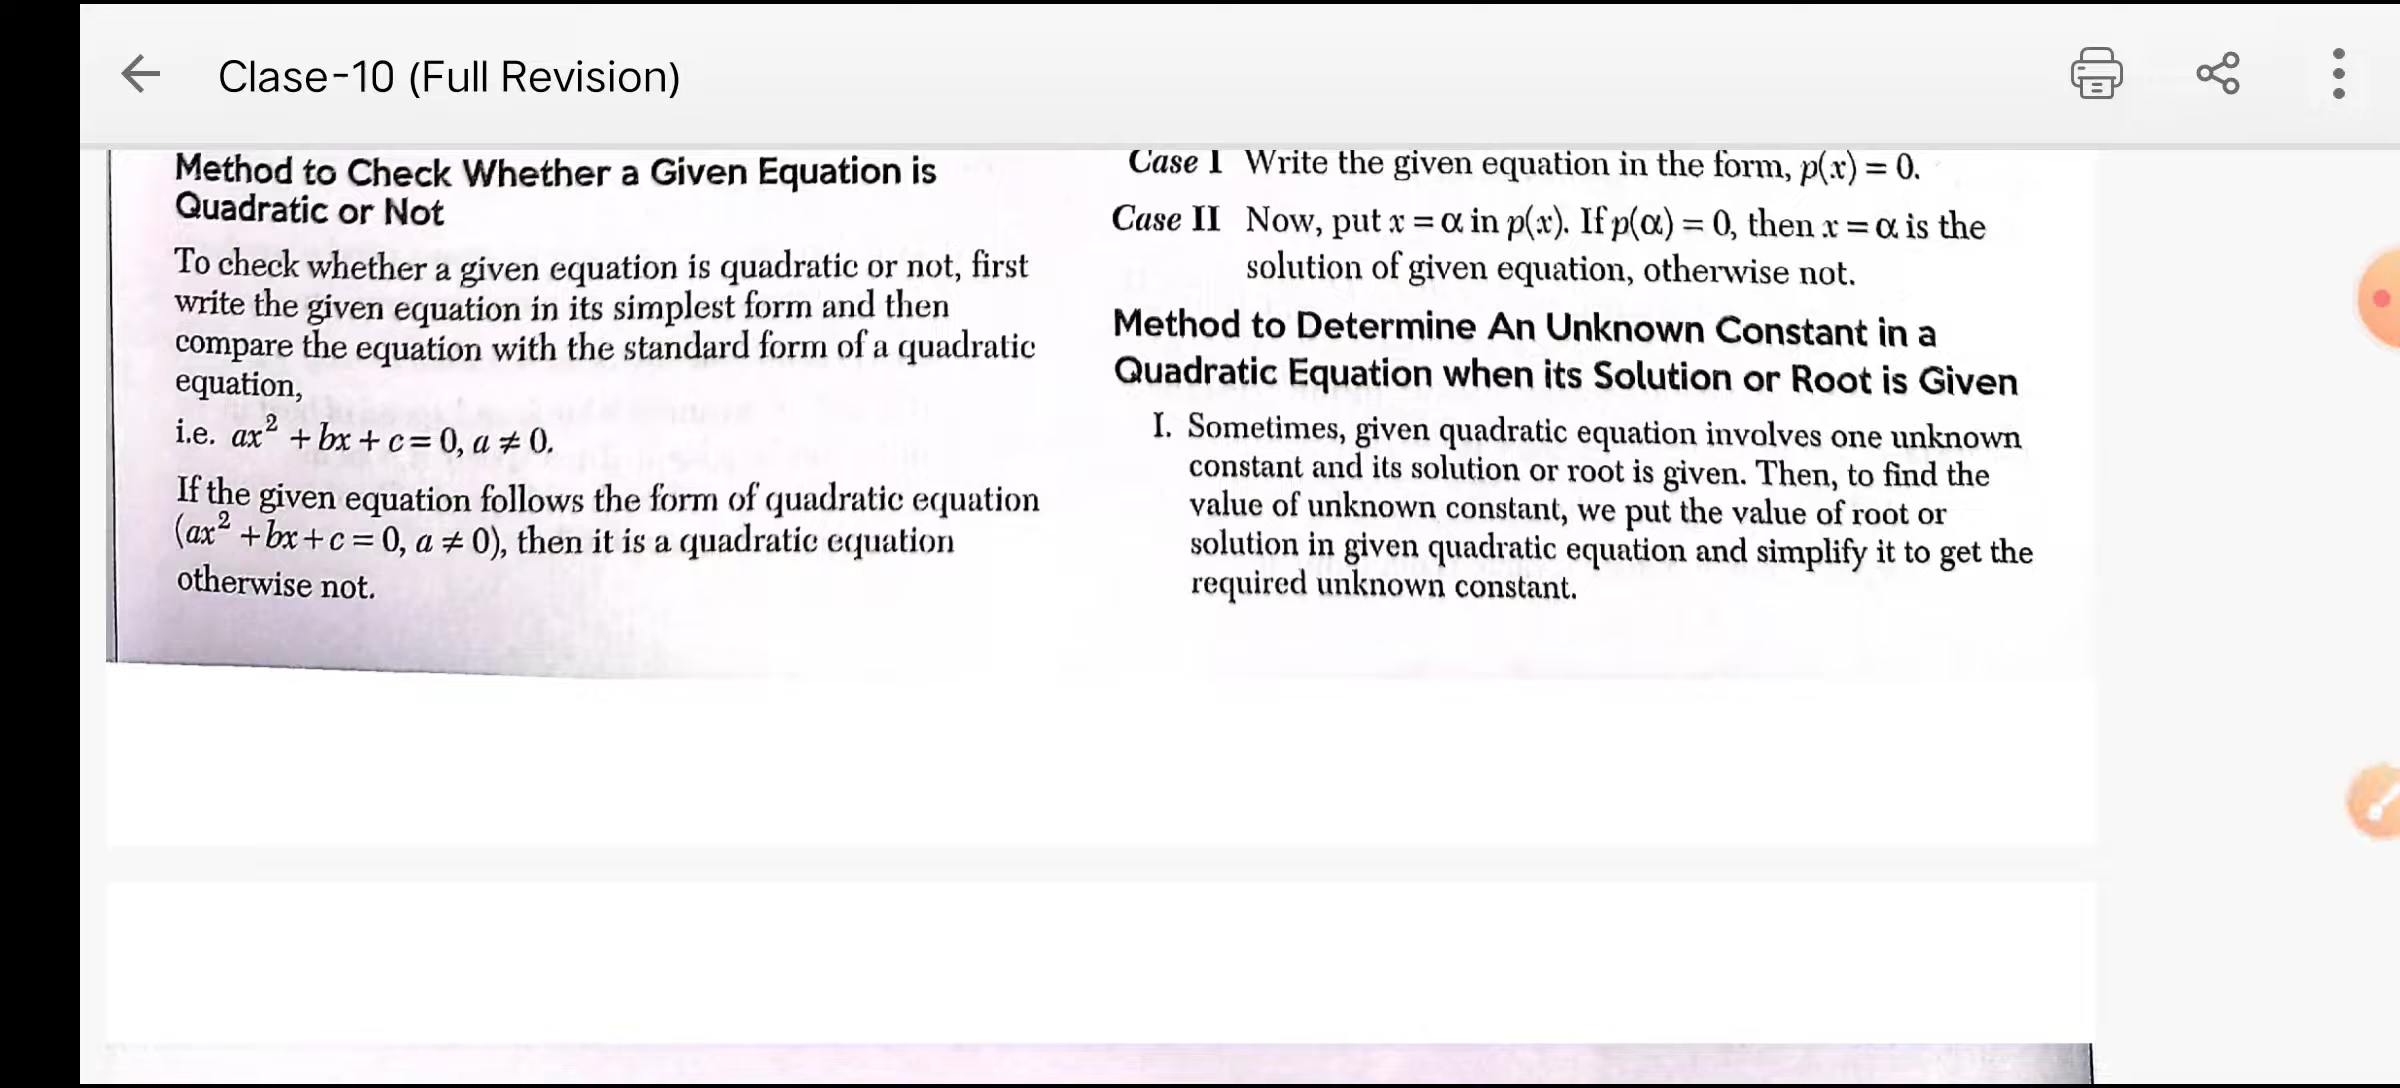 Clase-10 (Full Revision)
Method to Check Whether a Given Equation is
Quadratic or Not
To check whether a given equation is quadratic or not, first
write the given equation in its simplest form and then
compare the equation with the standard form of a quadratic
equation,
i.e. ax² + bx + c = 0, a ≠ 0.
If the given equation follows the form of quadratic equation
(ax² + bx + c = 0, a ≠ 0), then it is a quadratic equation
otherwise not.
Case I Write the given equation in the form, p(x) = 0.
Case II Now, put x = α in p(x). If p(α) = 0, then x = α is the
solution of given equation, otherwise not.
Method to Determine An Unknown Constant in a
Quadratic Equation when its Solution or Root is Given
I. Sometimes, given quadratic equation involves one unknown
constant and its solution or root is given. Then, to find the
value of unknown constant, we put the value of root or
solution in given quadratic equation and simplify it to get the
required unknown constant.